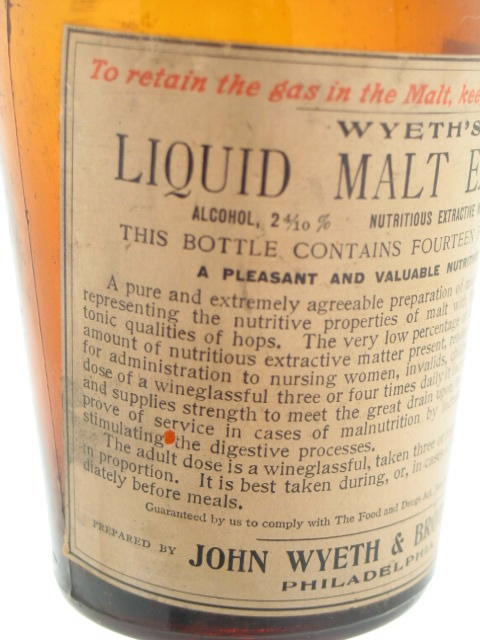 To retain the gas in the Malt,
WYETH'S
LIQUID MALT
ALCOHOL, 2 4/10 % NUTRITIOUS EXTRACTIVE
THIS BOTTLE CONTAINS FOURTEEN
A PLEASANT AND VALUABLE
A pure and extremely agreeable preparation of
representing the nutritive properties of malt
tonic qualities of hops. The very low percentage
amount of nutritious extractive matter present,
for administration to nursing women, invalids,
dose of a wineglassful three or four times daily
and supplies strength to meet the great drain
prove of service in cases of malnutrition by
stimulating the digestive processes.
The adult dose is a wineglassful, taken three
in proportion. It is best taken during, or, in
diately before meals.
Guaranteed by us to comply with The Food and Drugs
PREPARED BY JOHN WYETH &
PHILADELPHIA